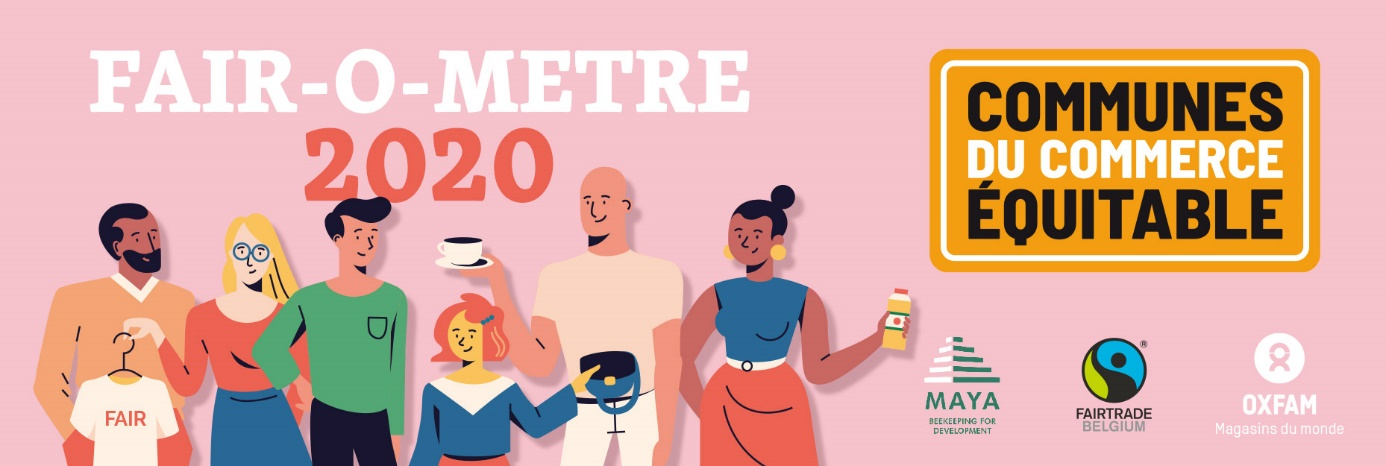 FAIR-O-METRE
2020
COMMUNES
DU COMMERCE
ÉQUITABLE
FAIR
MAYA
BEEKEEPING FOR
DEVELOPMENT
®
FAIRTRADE
BELGIUM
OXFAM
Magasins du monde